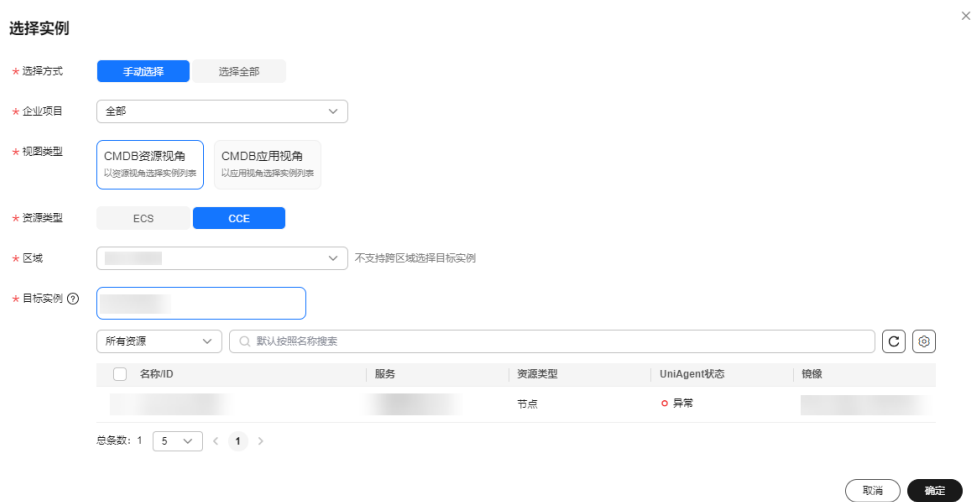 选择实例
* 选择方式 手动选择 选择全部
* 企业项目 全部
* 视图类型 CMDB资源视角 CMDB应用视角
以资源视角选择实例列表 以应用视角选择实例列表
* 资源类型 ECS CCE
* 区域 不支持跨区域选择目标实例
* 目标实例 ?
所有资源 默认按照名称搜索
名称/ID 服务 资源类型 UniAgent状态 镜像
节点 异常
总条数: 1 5 < 1 >
取消 确定